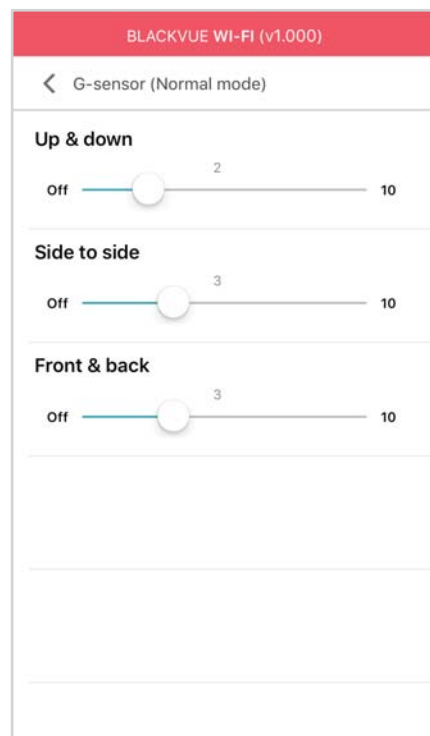 BLACKVUE WI-FI (v1.000)
G-sensor (Normal mode)
Up & down
2
Off 10
Side to side
3
Off 10
Front & back
3
Off 10